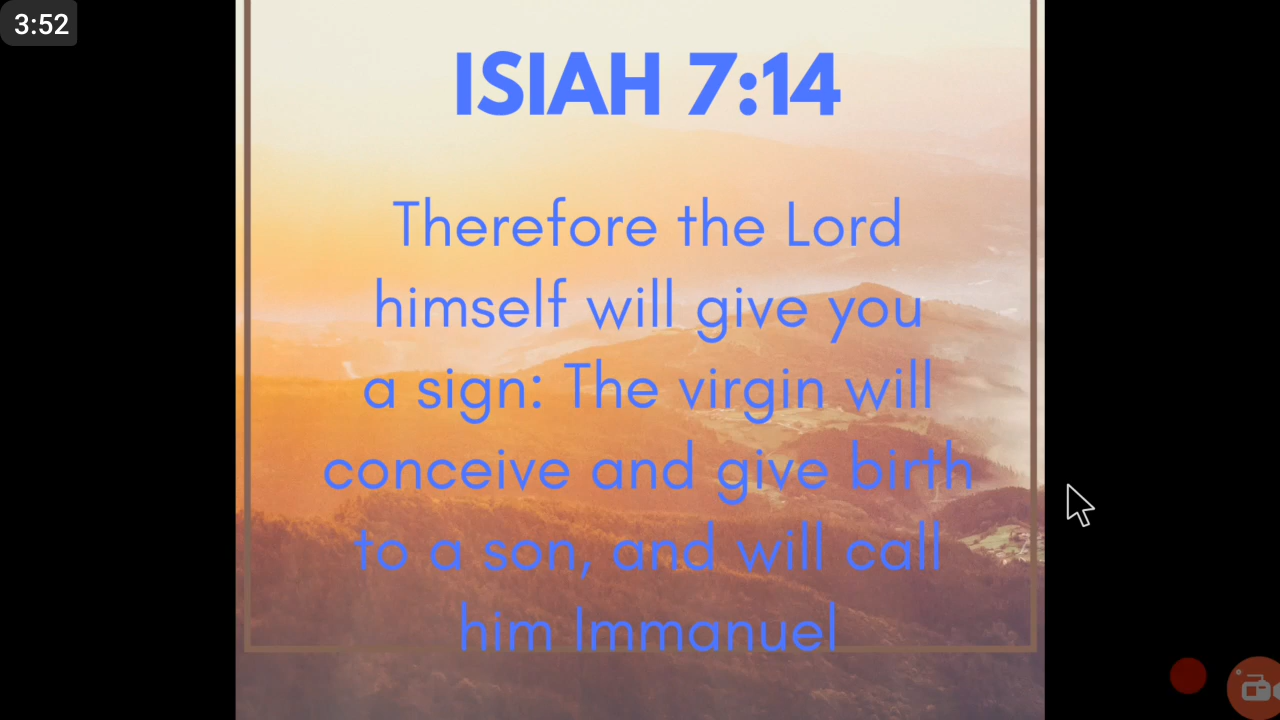 3:52
ISIAH 7:14
Therefore the Lord
himself will give you
a sign: The virgin will
conceive and give birth
to a son, and will call
him Immanuel